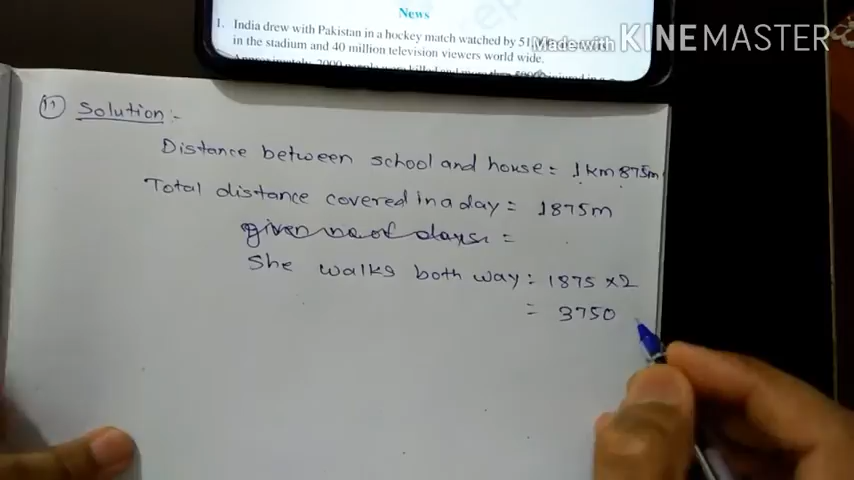 News
1. India drew with Pakistan in a hockey match watched by 51,
Made with KINEMASTER
in the stadium and 40 million television viewers world wide.
11 Solution :-
Distance between school and house = 1 km 875m
Total distance covered in a day = 1875m
given no of days =
She walks both way = 1875 × 2
= 3750